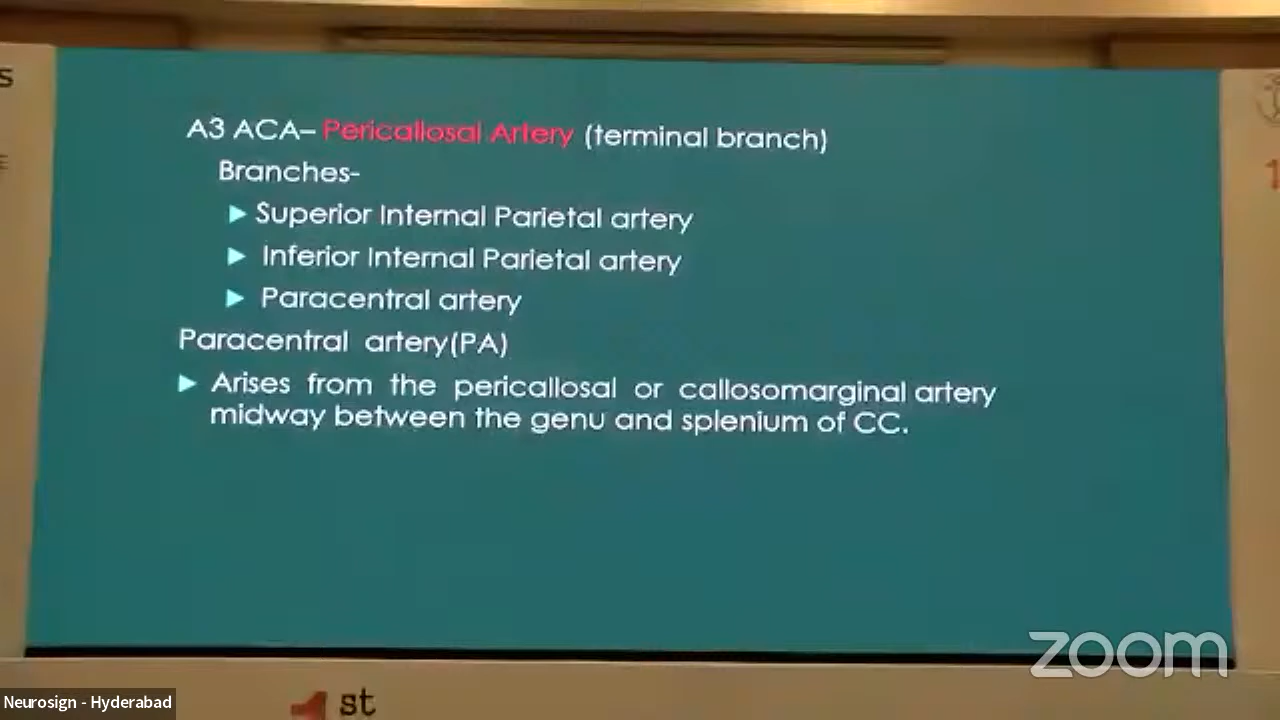 S
A3 ACA– Pericallosal Artery (terminal branch)
Branches-
► Superior Internal Parietal artery
► Inferior Internal Parietal artery
► Paracentral artery
Paracentral artery(PA)
► Arises from the pericallosal or callosomarginal artery
midway between the genu and splenium of CC.
zoom
Neurosign - Hyderabad
1st